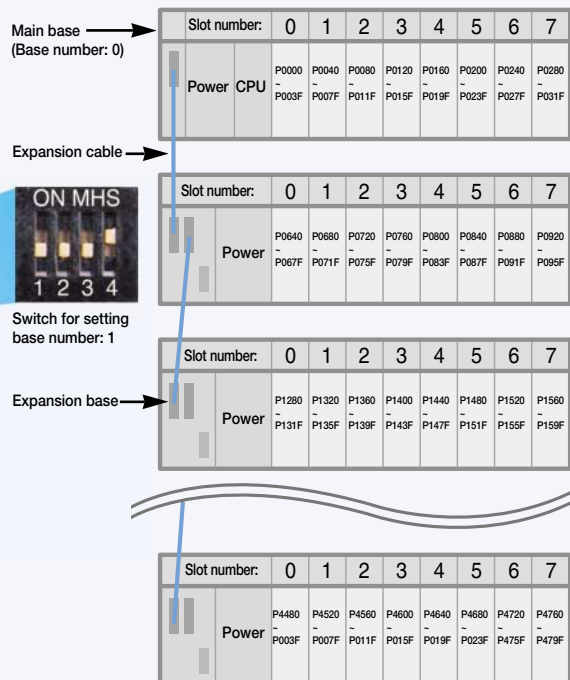 Main base
(Base number: 0)
Slot number: 0 1 2 3 4 5 6 7
Power CPU
P0000 ~ P003F
P0040 ~ P007F
P0080 ~ P011F
P0120 ~ P015F
P0160 ~ P019F
P0200 ~ P023F
P0240 ~ P027F
P0280 ~ P031F
Expansion cable
ON MHS
1 2 3 4
Switch for setting
base number: 1
Slot number: 0 1 2 3 4 5 6 7
Power
P0640 ~ P067F
P0680 ~ P071F
P0720 ~ P075F
P0760 ~ P079F
P0800 ~ P083F
P0840 ~ P087F
P0880 ~ P091F
P0920 ~ P095F
Expansion base
Slot number: 0 1 2 3 4 5 6 7
Power
P1280 ~ P131F
P1320 ~ P135F
P1360 ~ P139F
P1400 ~ P143F
P1440 ~ P147F
P1480 ~ P151F
P1520 ~ P155F
P1560 ~ P159F
Slot number: 0 1 2 3 4 5 6 7
Power
P4480 ~ P003F
P4520 ~ P007F
P4560 ~ P011F
P4600 ~ P015F
P4640 ~ P019F
P4680 ~ P023F
P4720 ~ P475F
P4760 ~ P479F